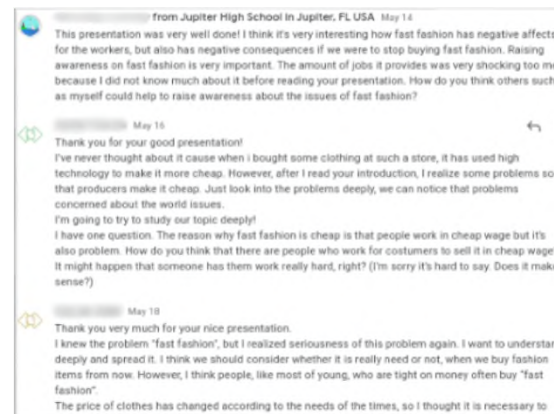 from Jupiter High School in Jupiter, FL USA May 14
This presentation was very well done! I think it's very interesting how fast fashion has negative affects
for the workers, but also has negative consequences if we were to stop buying fast fashion. Raising
awareness on fast fashion is very important. The amount of jobs it provides was very shocking too me
because I did not know much about it before reading your presentation. How do you think others such
as myself could help to raise awareness about the issues of fast fashion?
May 16
Thank you for your good presentation!
I've never thought about it cause when i bought some clothing at such a store, it has used high
technology to make it more cheap. However, after I read your introduction, I realize some problems so
that producers make it cheap. Just look into the problems deeply, we can notice that problems
concerned about the world issues.
I'm going to try to study our topic deeply!
I have one question. The reason why fast fashion is cheap is that people work in cheap wage but it's
also problem. How do you think that there are people who work for costumers to sell it in cheap wage
It might happen that someone has them work really hard, right? (I'm sorry it's hard to say. Does it make
sense?)
May 18
Thank you very much for your nice presentation.
I knew the problem "fast fashion", but I realized seriousness of this problem again. I want to understan
deeply and spread it. I think we should consider whether it is really need or not, when we buy fashion
items from now. However, I think people, like most of young, who are tight on money often buy "fast
fashion".
The price of clothes has changed according to the needs of the times, so I thought it is necessary to